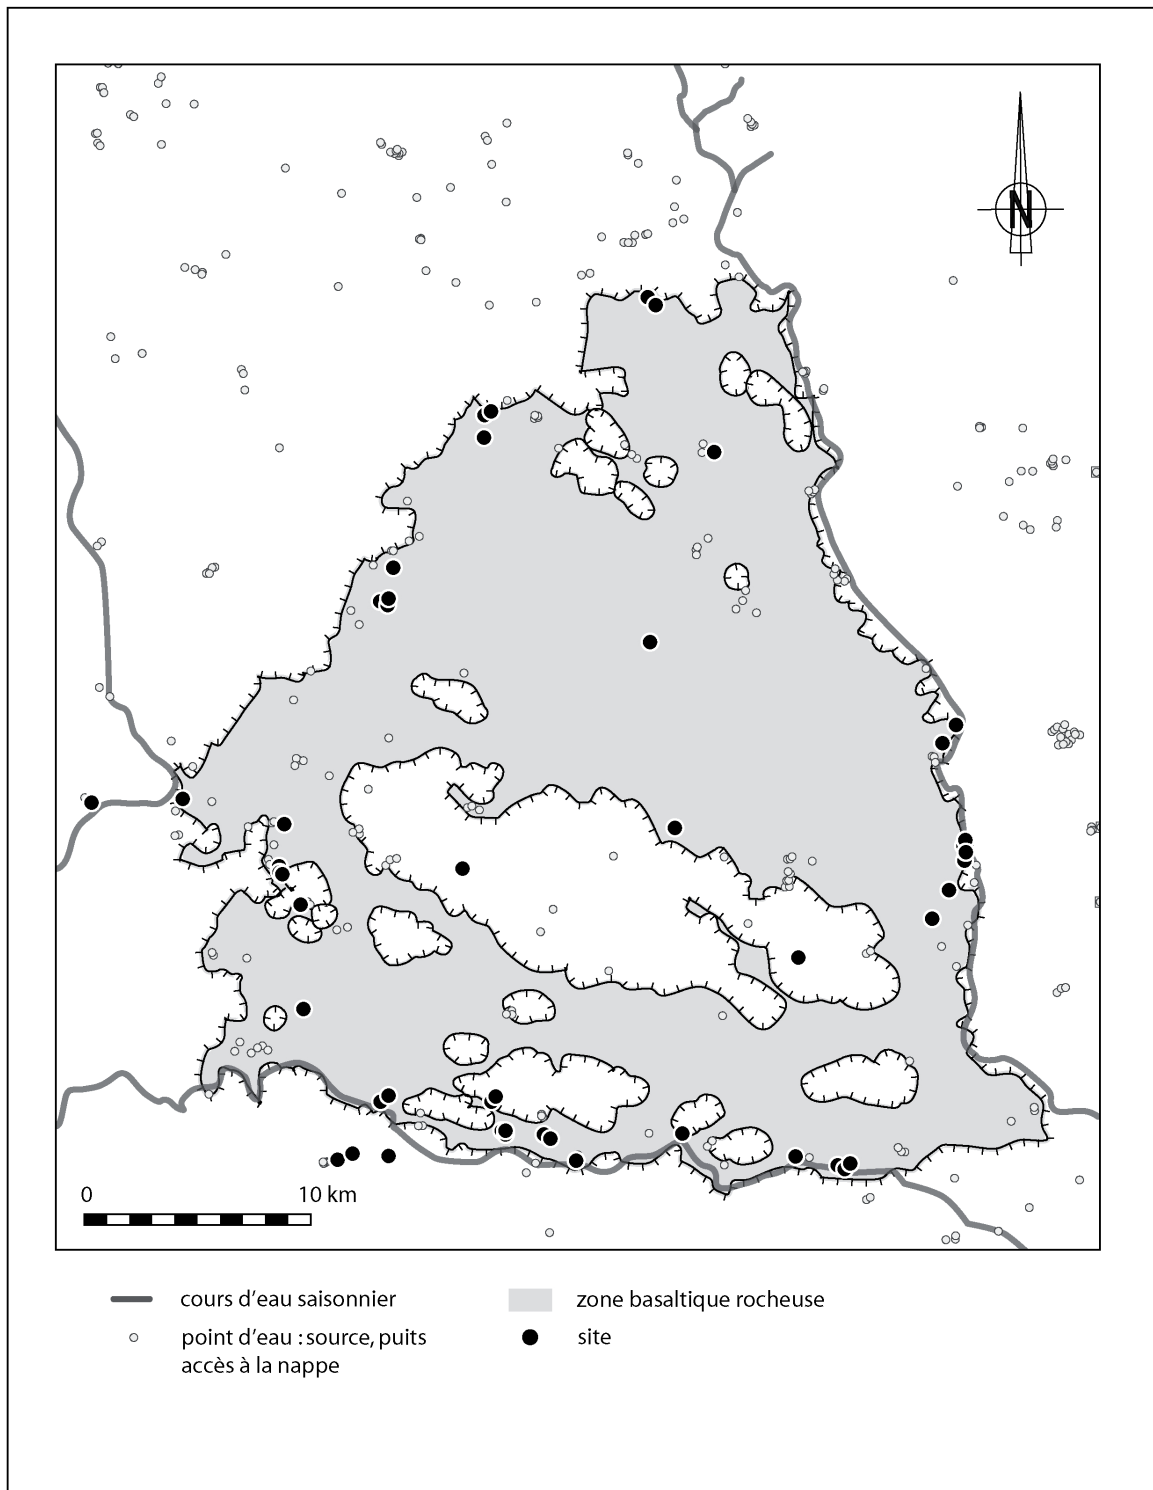 N
0
10 km
cours d'eau saisonnier
zone basaltique rocheuse
point d'eau : source, puits
accès à la nappe
site